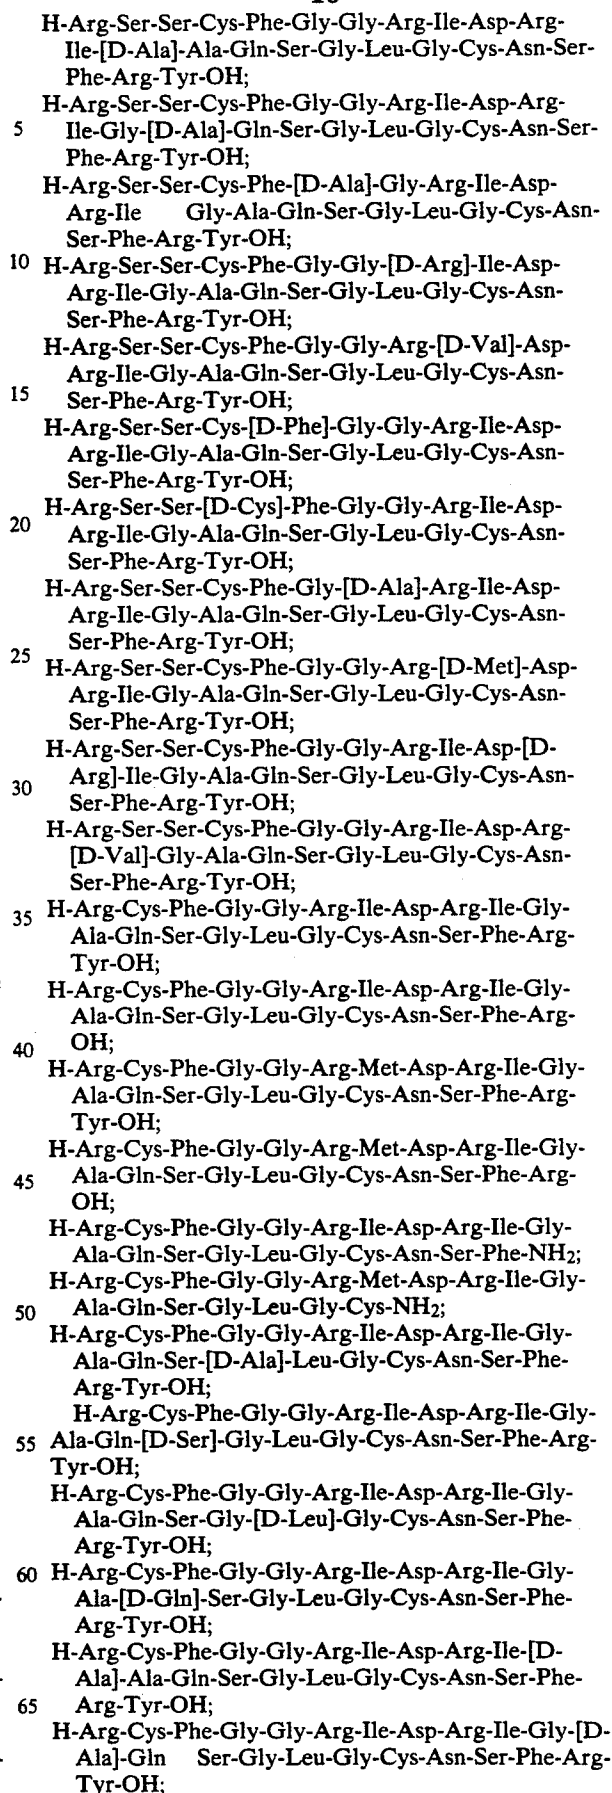 H-Arg-Ser-Ser-Cys-Phe-Gly-Gly-Arg-Ile-Asp-Arg-
Ile-[D-Ala]-Ala-Gln-Ser-Gly-Leu-Gly-Cys-Asn-Ser-
Phe-Arg-Tyr-OH;
H-Arg-Ser-Ser-Cys-Phe-Gly-Gly-Arg-Ile-Asp-Arg-
5 Ile-Gly-[D-Ala]-Gln-Ser-Gly-Leu-Gly-Cys-Asn-Ser-
Phe-Arg-Tyr-OH;
H-Arg-Ser-Ser-Cys-Phe-[D-Ala]-Gly-Arg-Ile-Asp-
Arg-Ile Gly-Ala-Gln-Ser-Gly-Leu-Gly-Cys-Asn-
Ser-Phe-Arg-Tyr-OH;
10 H-Arg-Ser-Ser-Cys-Phe-Gly-Gly-[D-Arg]-Ile-Asp-
Arg-Ile-Gly-Ala-Gln-Ser-Gly-Leu-Gly-Cys-Asn-
Ser-Phe-Arg-Tyr-OH;
H-Arg-Ser-Ser-Cys-Phe-Gly-Gly-Arg-[D-Val]-Asp-
Arg-Ile-Gly-Ala-Gln-Ser-Gly-Leu-Gly-Cys-Asn-
15 Ser-Phe-Arg-Tyr-OH;
H-Arg-Ser-Ser-Cys-[D-Phe]-Gly-Gly-Arg-Ile-Asp-
Arg-Ile-Gly-Ala-Gln-Ser-Gly-Leu-Gly-Cys-Asn-
Ser-Phe-Arg-Tyr-OH;
H-Arg-Ser-Ser-[D-Cys]-Phe-Gly-Gly-Arg-Ile-Asp-
20 Arg-Ile-Gly-Ala-Gln-Ser-Gly-Leu-Gly-Cys-Asn-
Ser-Phe-Arg-Tyr-OH;
H-Arg-Ser-Ser-Cys-Phe-Gly-[D-Ala]-Arg-Ile-Asp-
Arg-Ile-Gly-Ala-Gln-Ser-Gly-Leu-Gly-Cys-Asn-
Ser-Phe-Arg-Tyr-OH;
25 H-Arg-Ser-Ser-Cys-Phe-Gly-Gly-Arg-[D-Met]-Asp-
Arg-Ile-Gly-Ala-Gln-Ser-Gly-Leu-Gly-Cys-Asn-
Ser-Phe-Arg-Tyr-OH;
H-Arg-Ser-Ser-Cys-Phe-Gly-Gly-Arg-Ile-Asp-[D-
Arg]-Ile-Gly-Ala-Gln-Ser-Gly-Leu-Gly-Cys-Asn-
30 Ser-Phe-Arg-Tyr-OH;
H-Arg-Ser-Ser-Cys-Phe-Gly-Gly-Arg-Ile-Asp-Arg-
[D-Val]-Gly-Ala-Gln-Ser-Gly-Leu-Gly-Cys-Asn-
Ser-Phe-Arg-Tyr-OH;
35 H-Arg-Cys-Phe-Gly-Gly-Arg-Ile-Asp-Arg-Ile-Gly-
Ala-Gln-Ser-Gly-Leu-Gly-Cys-Asn-Ser-Phe-Arg-
Tyr-OH;
H-Arg-Cys-Phe-Gly-Gly-Arg-Ile-Asp-Arg-Ile-Gly-
Ala-Gln-Ser-Gly-Leu-Gly-Cys-Asn-Ser-Phe-Arg-
40 OH;
H-Arg-Cys-Phe-Gly-Gly-Arg-Met-Asp-Arg-Ile-Gly-
Ala-Gln-Ser-Gly-Leu-Gly-Cys-Asn-Ser-Phe-Arg-
Tyr-OH;
H-Arg-Cys-Phe-Gly-Gly-Arg-Met-Asp-Arg-Ile-Gly-
45 Ala-Gln-Ser-Gly-Leu-Gly-Cys-Asn-Ser-Phe-Arg-
OH;
H-Arg-Cys-Phe-Gly-Gly-Arg-Ile-Asp-Arg-Ile-Gly-
Ala-Gln-Ser-Gly-Leu-Gly-Cys-Asn-Ser-Phe-NH2;
H-Arg-Cys-Phe-Gly-Gly-Arg-Met-Asp-Arg-Ile-Gly-
50 Ala-Gln-Ser-Gly-Leu-Gly-Cys-NH2;
H-Arg-Cys-Phe-Gly-Gly-Arg-Ile-Asp-Arg-Ile-Gly-
Ala-Gln-Ser-[D-Ala]-Leu-Gly-Cys-Asn-Ser-Phe-
Arg-Tyr-OH;
H-Arg-Cys-Phe-Gly-Gly-Arg-Ile-Asp-Arg-Ile-Gly-
55 Ala-Gln-[D-Ser]-Gly-Leu-Gly-Cys-Asn-Ser-Phe-Arg-
Tyr-OH;
H-Arg-Cys-Phe-Gly-Gly-Arg-Ile-Asp-Arg-Ile-Gly-
Ala-Gln-Ser-Gly-[D-Leu]-Gly-Cys-Asn-Ser-Phe-
Arg-Tyr-OH;
60 H-Arg-Cys-Phe-Gly-Gly-Arg-Ile-Asp-Arg-Ile-Gly-
Ala-[D-Gln]-Ser-Gly-Leu-Gly-Cys-Asn-Ser-Phe-
Arg-Tyr-OH;
H-Arg-Cys-Phe-Gly-Gly-Arg-Ile-Asp-Arg-Ile-[D-
Ala]-Ala-Gln-Ser-Gly-Leu-Gly-Cys-Asn-Ser-Phe-
65 Arg-Tyr-OH;
H-Arg-Cys-Phe-Gly-Gly-Arg-Ile-Asp-Arg-Ile-Gly-[D-
Ala]-Gln Ser-Gly-Leu-Gly-Cys-Asn-Ser-Phe-Arg-
Tyr-OH;